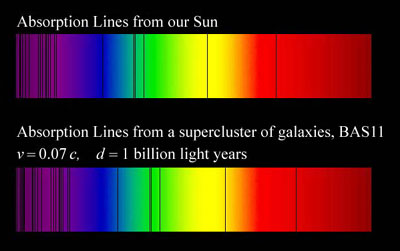 Absorption Lines from our Sun
Absorption Lines from a supercluster of galaxies, BAS11
v = 0.07 c,    d = 1 billion light years